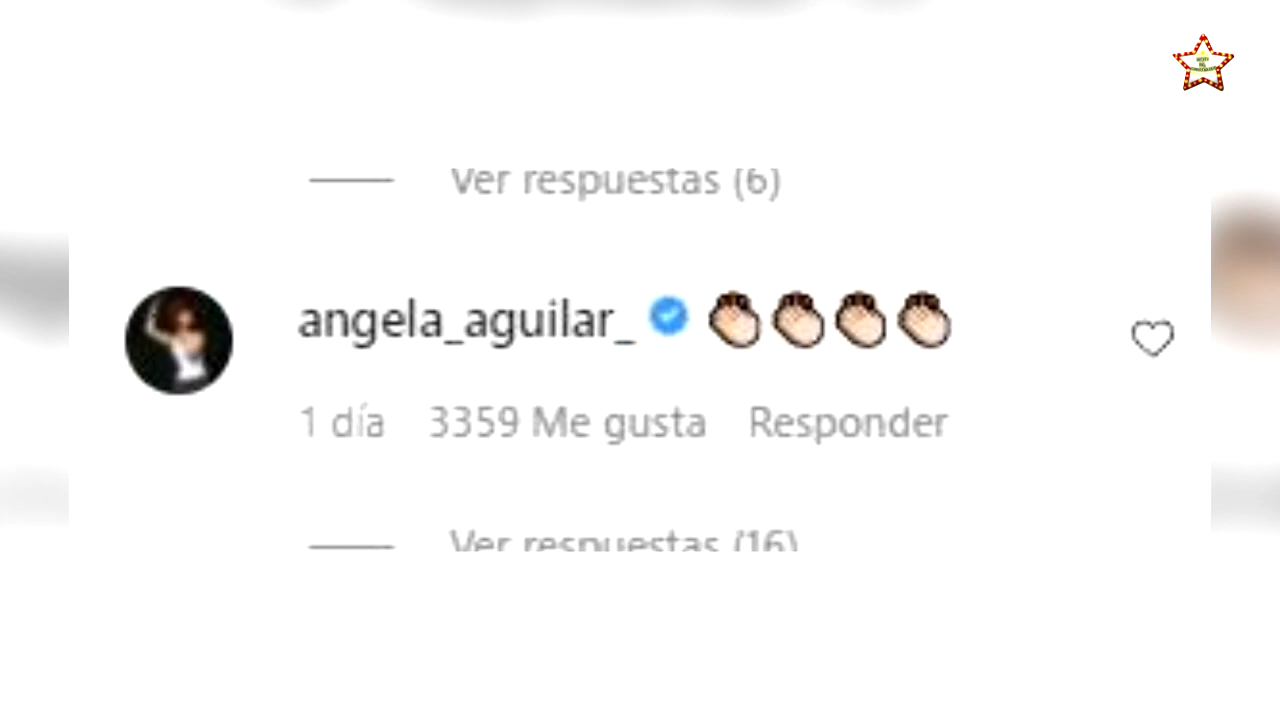 Ver respuestas (6)
angela_aguilar_ 👏🏻👏🏻👏🏻👏🏻
1 día 3359 Me gusta Responder
Ver respuestas (16)